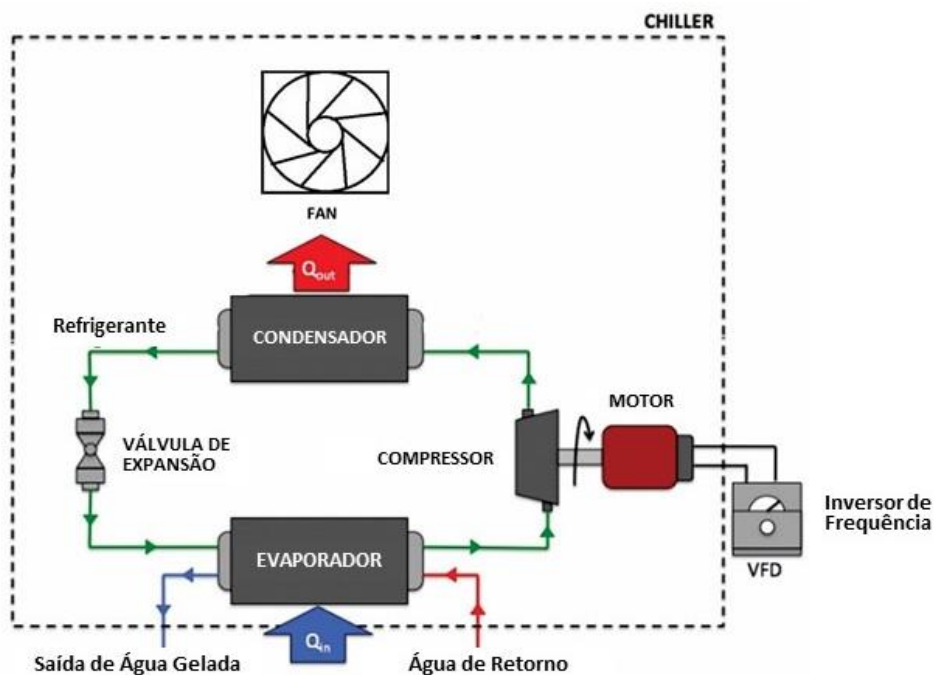 CHILLER
FAN
Qout
Refrigerante
CONDENSADOR
MOTOR
VÁLVULA DE
EXPANSÃO
COMPRESSOR
Inversor de
Frequência
EVAPORADOR
VFD
Qin
Saída de Água Gelada
Água de Retorno